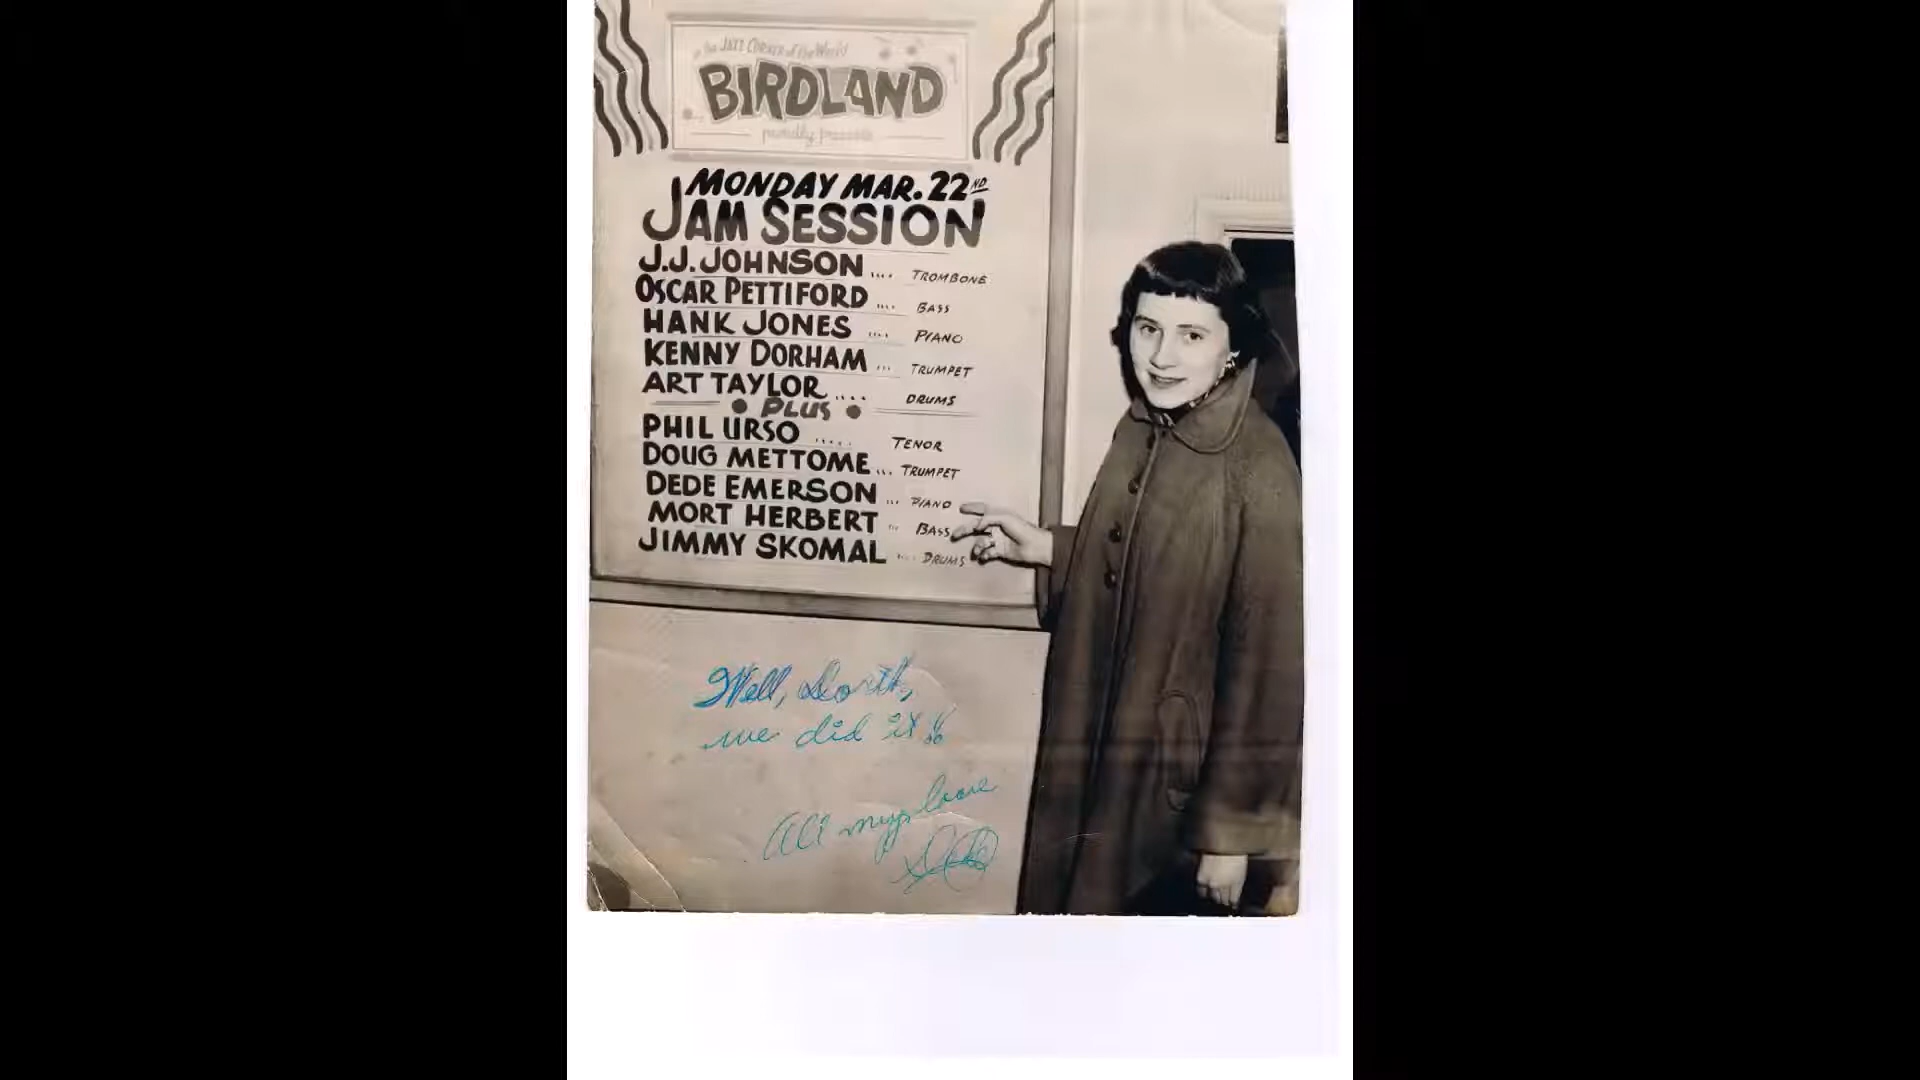 the JAZZ CORNER of the World
BIRDLAND
proudly presents
MONDAY MAR. 22ND
JAM SESSION
J.J. JOHNSON .... TROMBONE
OSCAR PETTIFORD .... BASS
HANK JONES .... PIANO
KENNY DORHAM ... TRUMPET
ART TAYLOR .... DRUMS
• PLUS •
PHIL URSO ..... TENOR
DOUG METTOME ... TRUMPET
DEDE EMERSON ... PIANO
MORT HERBERT ... BASS
JIMMY SKOMAL ... DRUMS
Well, Dorth,
we did it!!
All my love